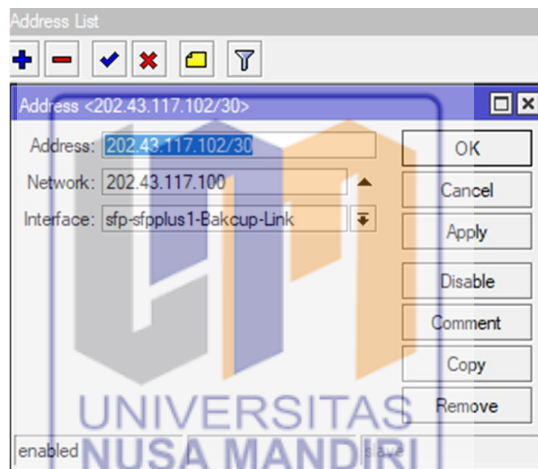 Address List
Address <202.43.117.102/30>
Address: 202.43.117.102/30
OK
Network: 202.43.117.100
Cancel
Interface: sfp-sfpplus1-Bakcup-Link
Apply
Disable
Comment
Copy
Remove
UNIVERSITAS
NUSA MANDIRI
enabled
slave